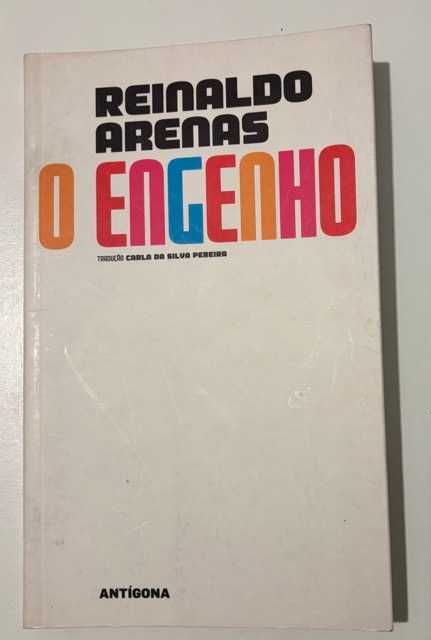 REINALDO
ARENAS
O ENGENHO
TRADUÇÃO CARLA DA SILVA PEREIRA
ANTÍGONA